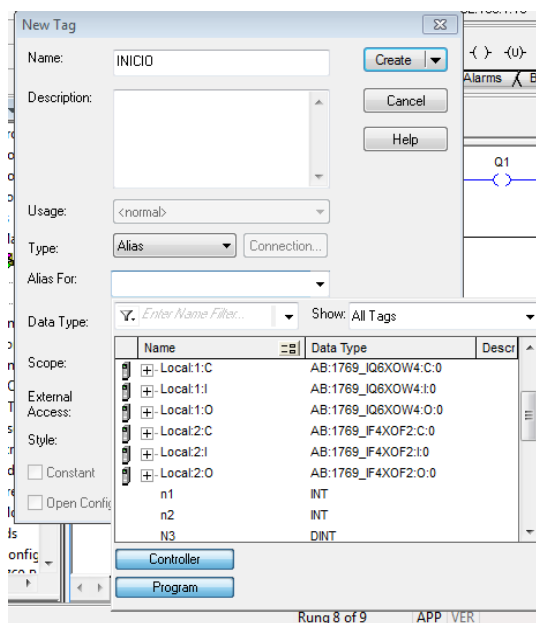 New Tag
Name:
INICIO
Create
Description:
Cancel
Help
Usage:
<normal>
Type:
Alias
Connection...
Alias For:
Data Type:
Enter Name Filter...
Show: All Tags
Name
Data Type
Descr
Local:1:C
AB:1769_IQ6XOW4:C:0
Local:1:I
AB:1769_IQ6XOW4:I:0
Local:1:O
AB:1769_IQ6XOW4:O:0
Local:2:C
AB:1769_IF4XOF2:C:0
Local:2:I
AB:1769_IF4XOF2:I:0
Local:2:O
AB:1769_IF4XOF2:O:0
n1
INT
n2
INT
N3
DINT
Scope:
External
Access:
Style:
Constant
Open Config
Controller
Program
Alarms
Q1
onfig
Rung 8 of 9
APP
VER